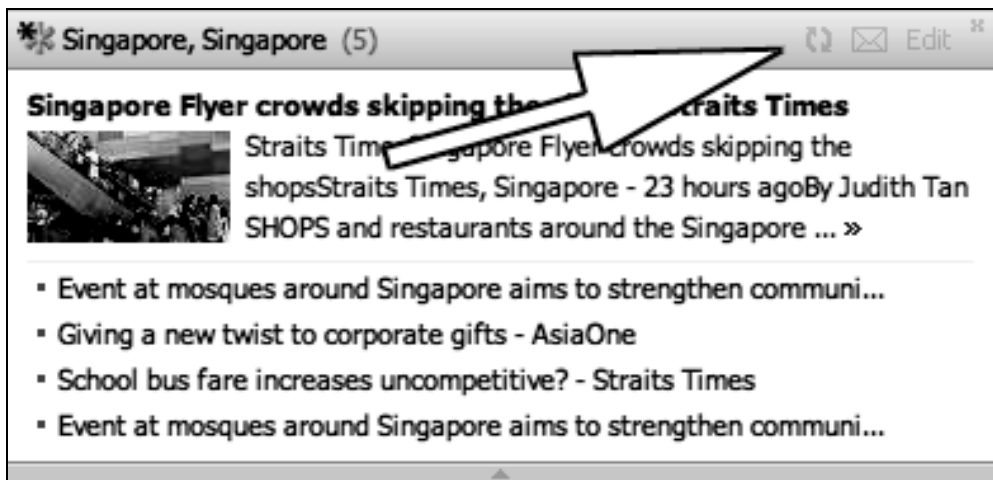 Singapore, Singapore (5) Edit
Singapore Flyer crowds skipping the Straits Times
Straits Time Singapore Flyer crowds skipping the
shopsStraits Times, Singapore - 23 hours agoBy Judith Tan
SHOPS and restaurants around the Singapore ... »
Event at mosques around Singapore aims to strengthen communi...
Giving a new twist to corporate gifts - AsiaOne
School bus fare increases uncompetitive? - Straits Times
Event at mosques around Singapore aims to strengthen communi...